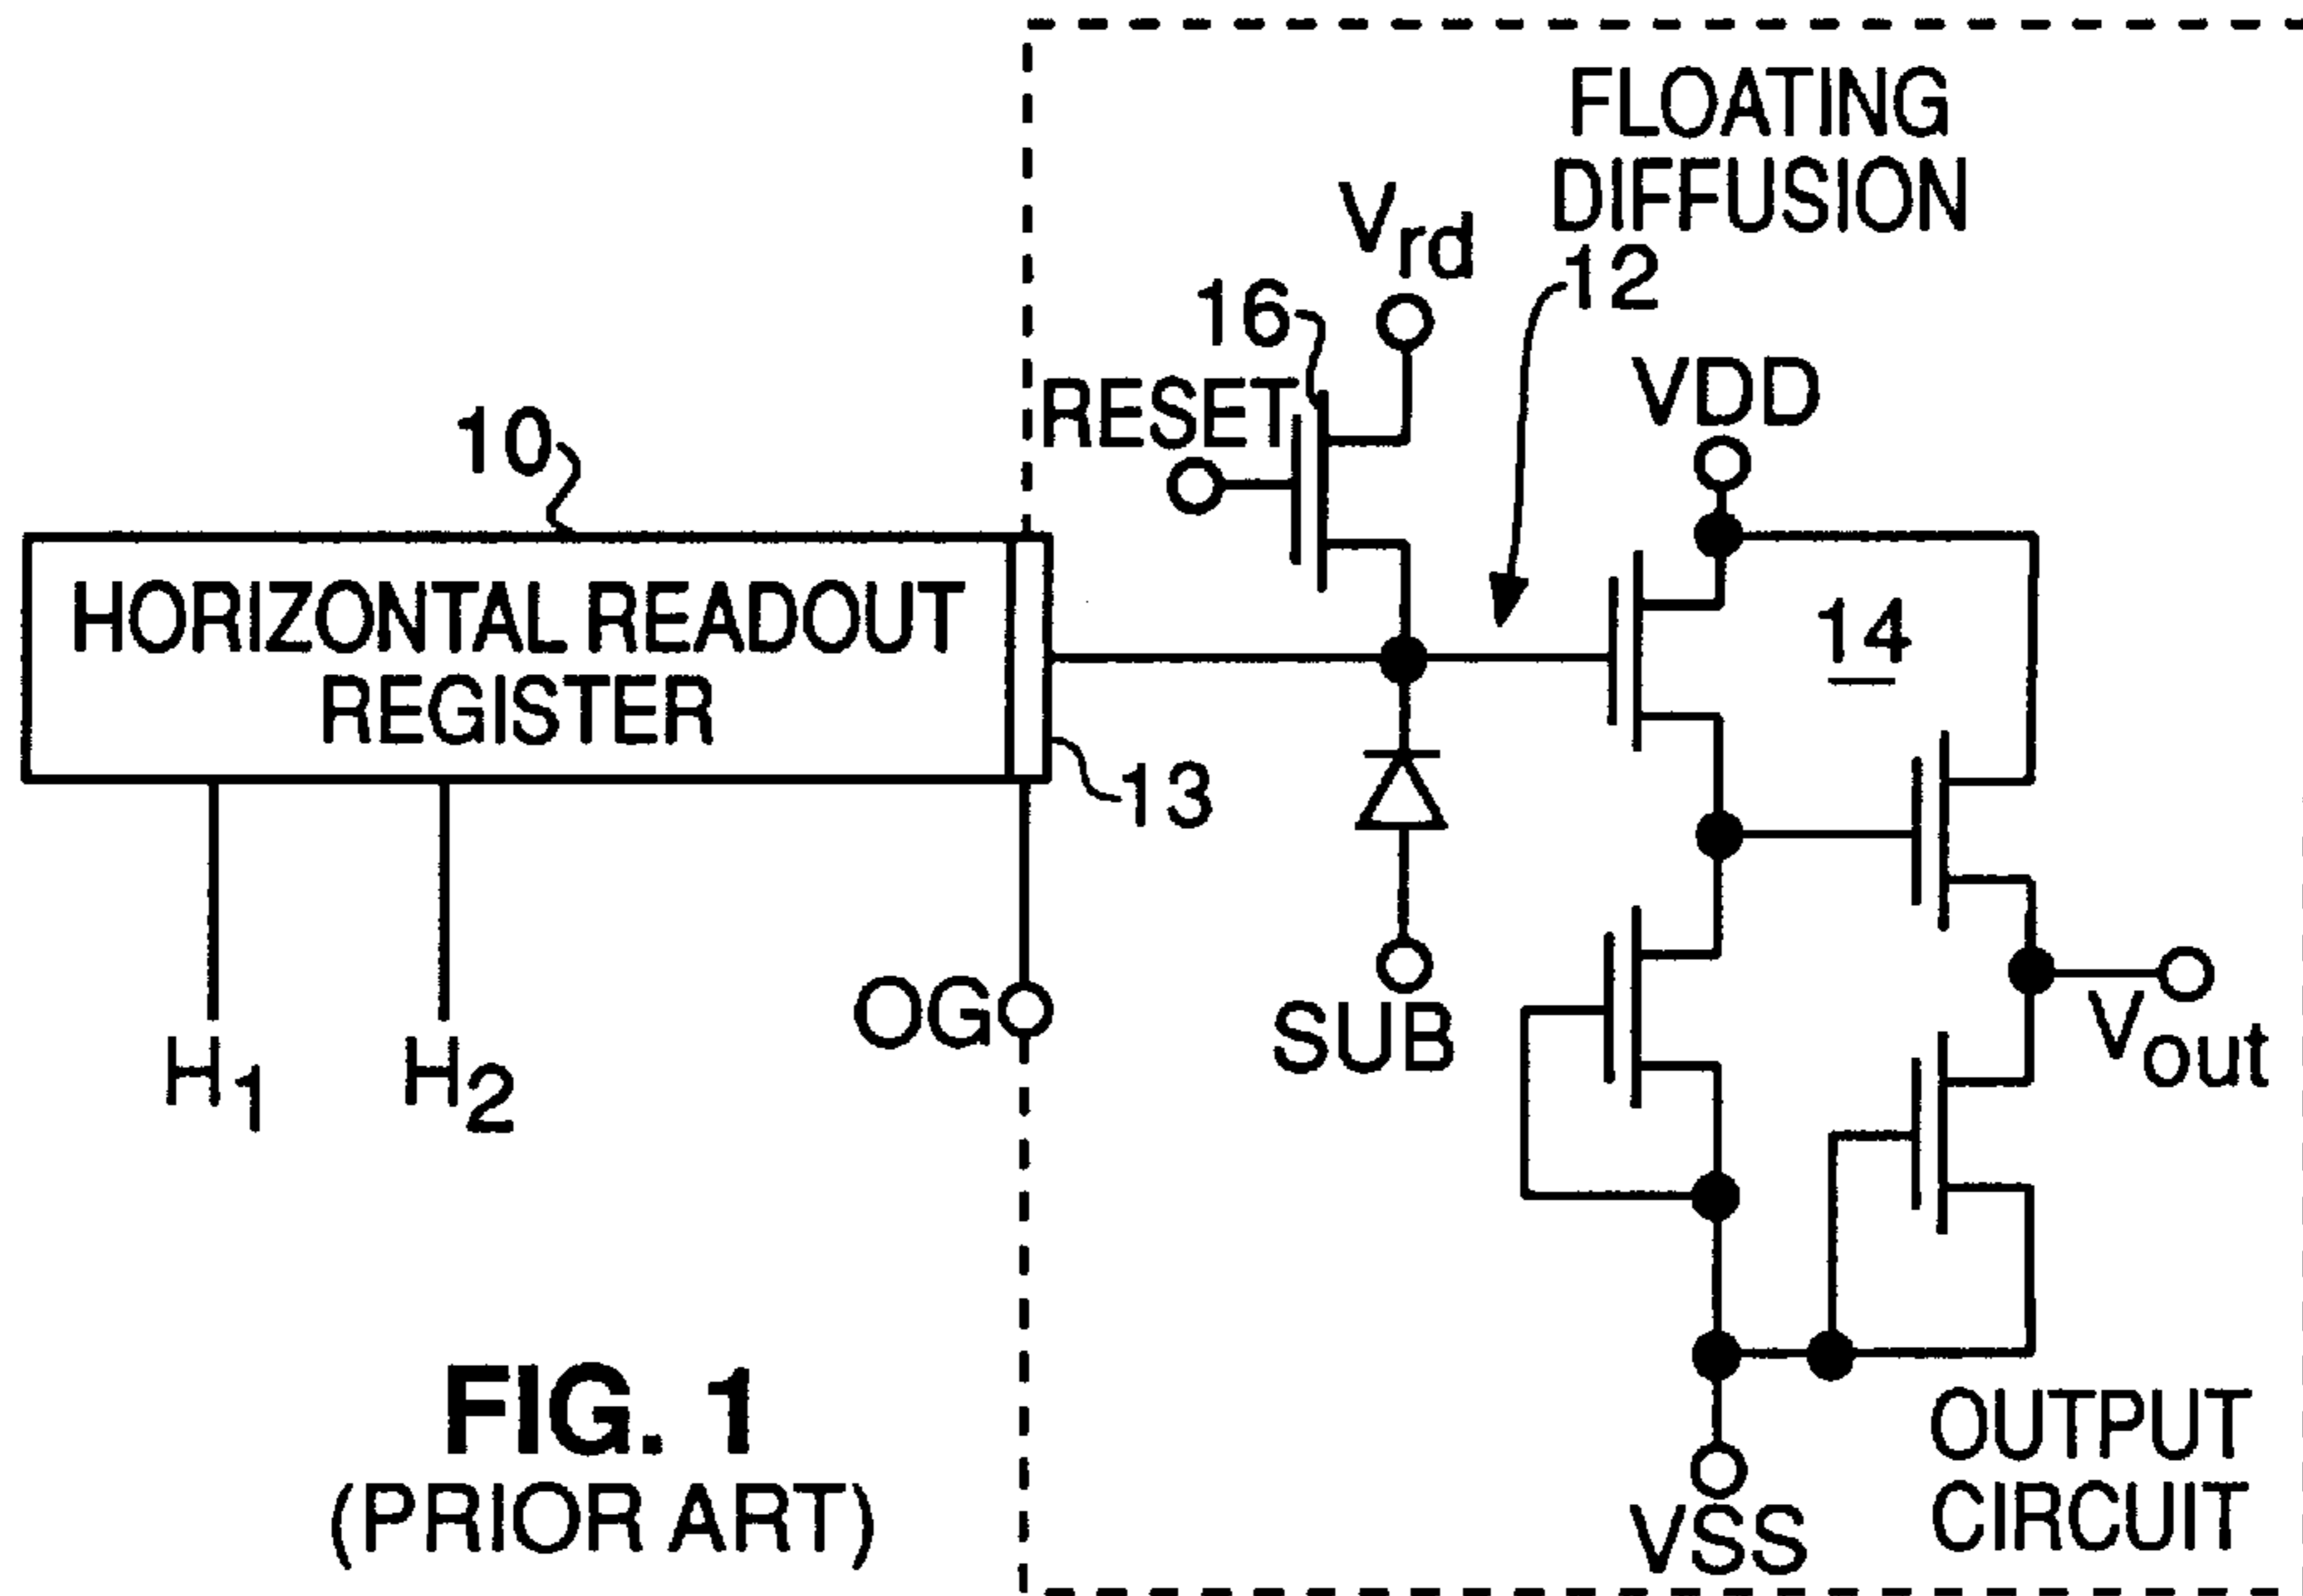 FLOATING
DIFFUSION
12
Vrd
16
RESET
VDD
10
14
HORIZONTAL READOUT
REGISTER
13
OG
SUB
Vout
H1
H2
OUTPUT
CIRCUIT
VSS
FIG. 1
(PRIOR ART)